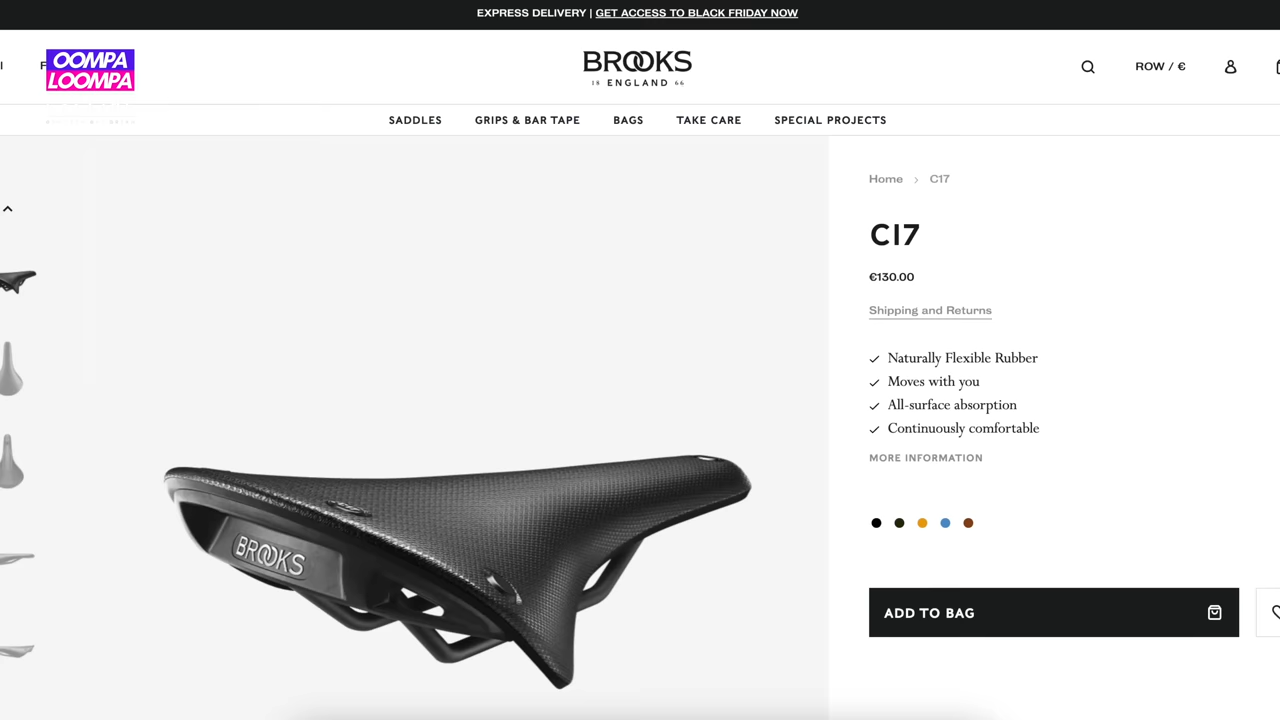 EXPRESS DELIVERY | GET ACCESS TO BLACK FRIDAY NOW
OOMPA
LOOMPA
BROOKS
18 ENGLAND 66
ROW / €
SADDLES GRIPS & BAR TAPE BAGS TAKE CARE SPECIAL PROJECTS
Home > C17
C17
€130.00
Shipping and Returns
Naturally Flexible Rubber
Moves with you
All-surface absorption
Continuously comfortable
MORE INFORMATION
BROOKS
ADD TO BAG